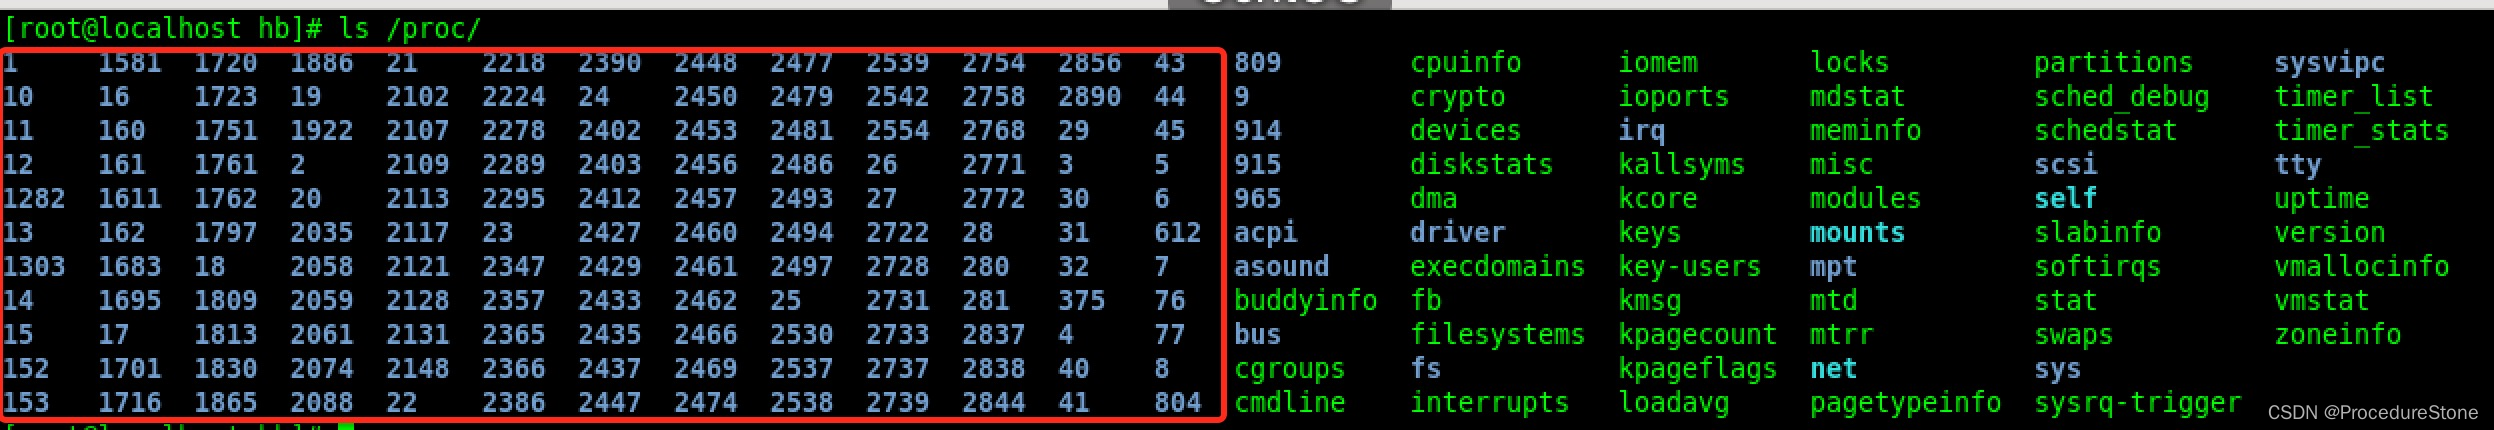 [root@localhost hb]# ls /proc/
1 1581 1720 1886 21 2218 2390 2448 2477 2539 2754 2856 43 809 cpuinfo iomem locks partitions sysvipc
10 16 1723 19 2102 2224 24 2450 2479 2542 2758 2890 44 9 crypto ioports mdstat sched_debug timer_list
11 160 1751 1922 2107 2278 2402 2453 2481 2554 2768 29 45 914 devices irq meminfo schedstat timer_stats
12 161 1761 2 2109 2289 2403 2456 2486 26 2771 3 5 915 diskstats kallsyms misc scsi tty
1282 1611 1762 20 2113 2295 2412 2457 2493 27 2772 30 6 965 dma kcore modules self uptime
13 162 1797 2035 2117 23 2427 2460 2494 2722 28 31 612 acpi driver keys mounts slabinfo version
1303 1683 18 2058 2121 2347 2429 2461 2497 2728 280 32 7 asound execdomains key-users mpt softirqs vmallocinfo
14 1695 1809 2059 2128 2357 2433 2462 25 2731 281 375 76 buddyinfo fb kmsg mtd stat vmstat
15 17 1813 2061 2131 2365 2435 2466 2530 2733 2837 4 77 bus filesystems kpagecount mtrr swaps zoneinfo
152 1701 1830 2074 2148 2366 2437 2469 2537 2737 2838 40 8 cgroups fs kpageflags net sys
153 1716 1865 2088 22 2386 2447 2474 2538 2739 2844 41 804 cmdline interrupts loadavg pagetypeinfo sysrq-trigger
CSDN @ProcedureStone